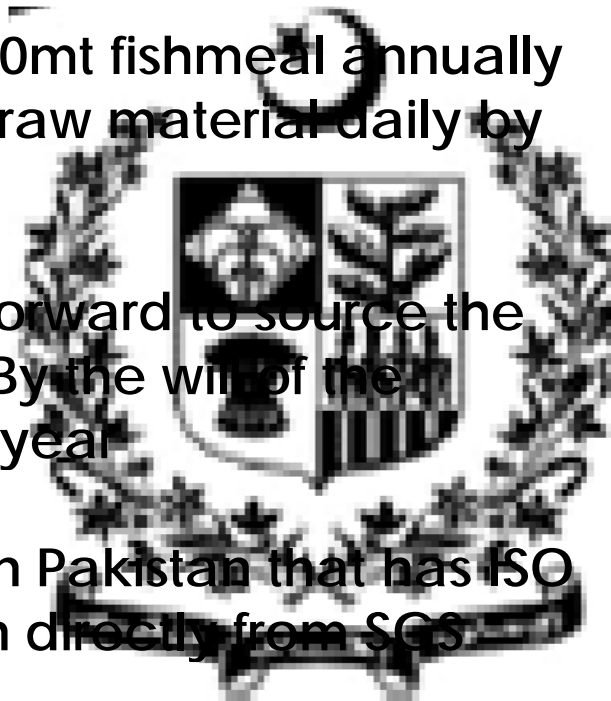 0mt fishmeal annually
raw material daily by
orward to source the
By the will of the
year
n Pakistan that has ISO
n directly from SGS